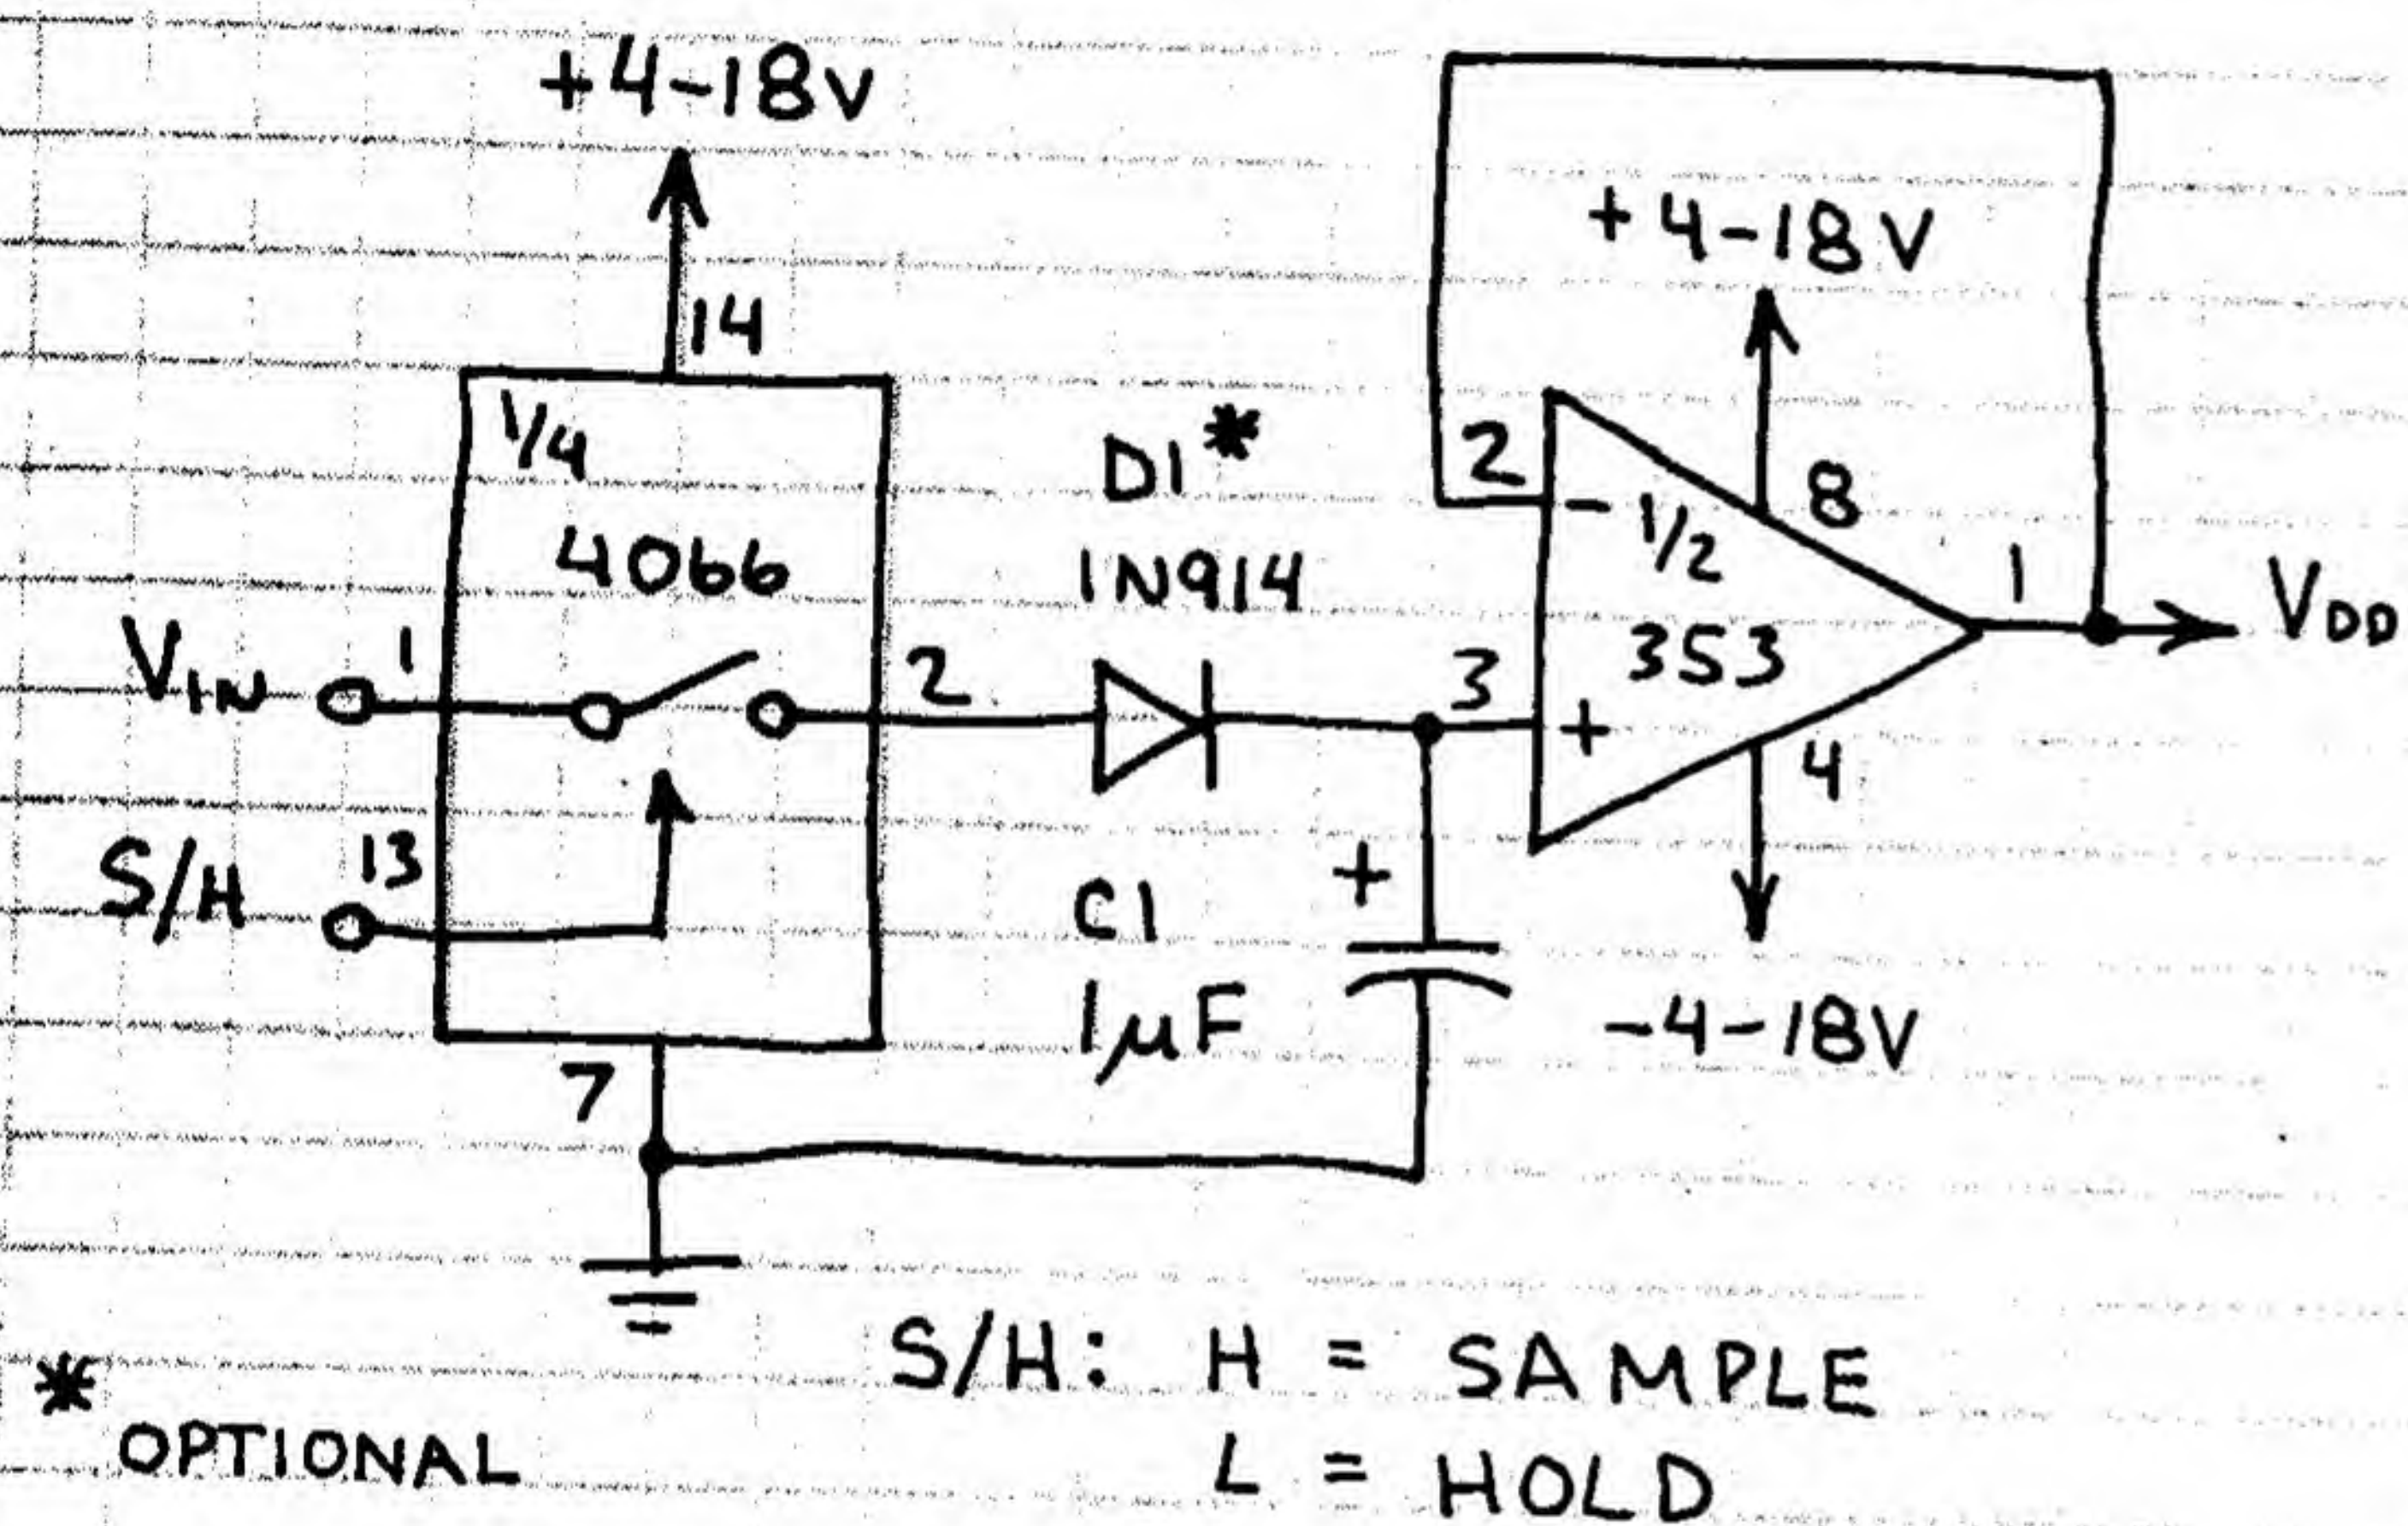 +4-18V
14
1/4
4066
VIN
1
2
S/H
13
7
D1*
1N914
C1
1µF
+
+4-18V
2
-
1/2
8
353
3
+
4
1
VDD
-4-18V
S/H: H = SAMPLE
L = HOLD
*
OPTIONAL